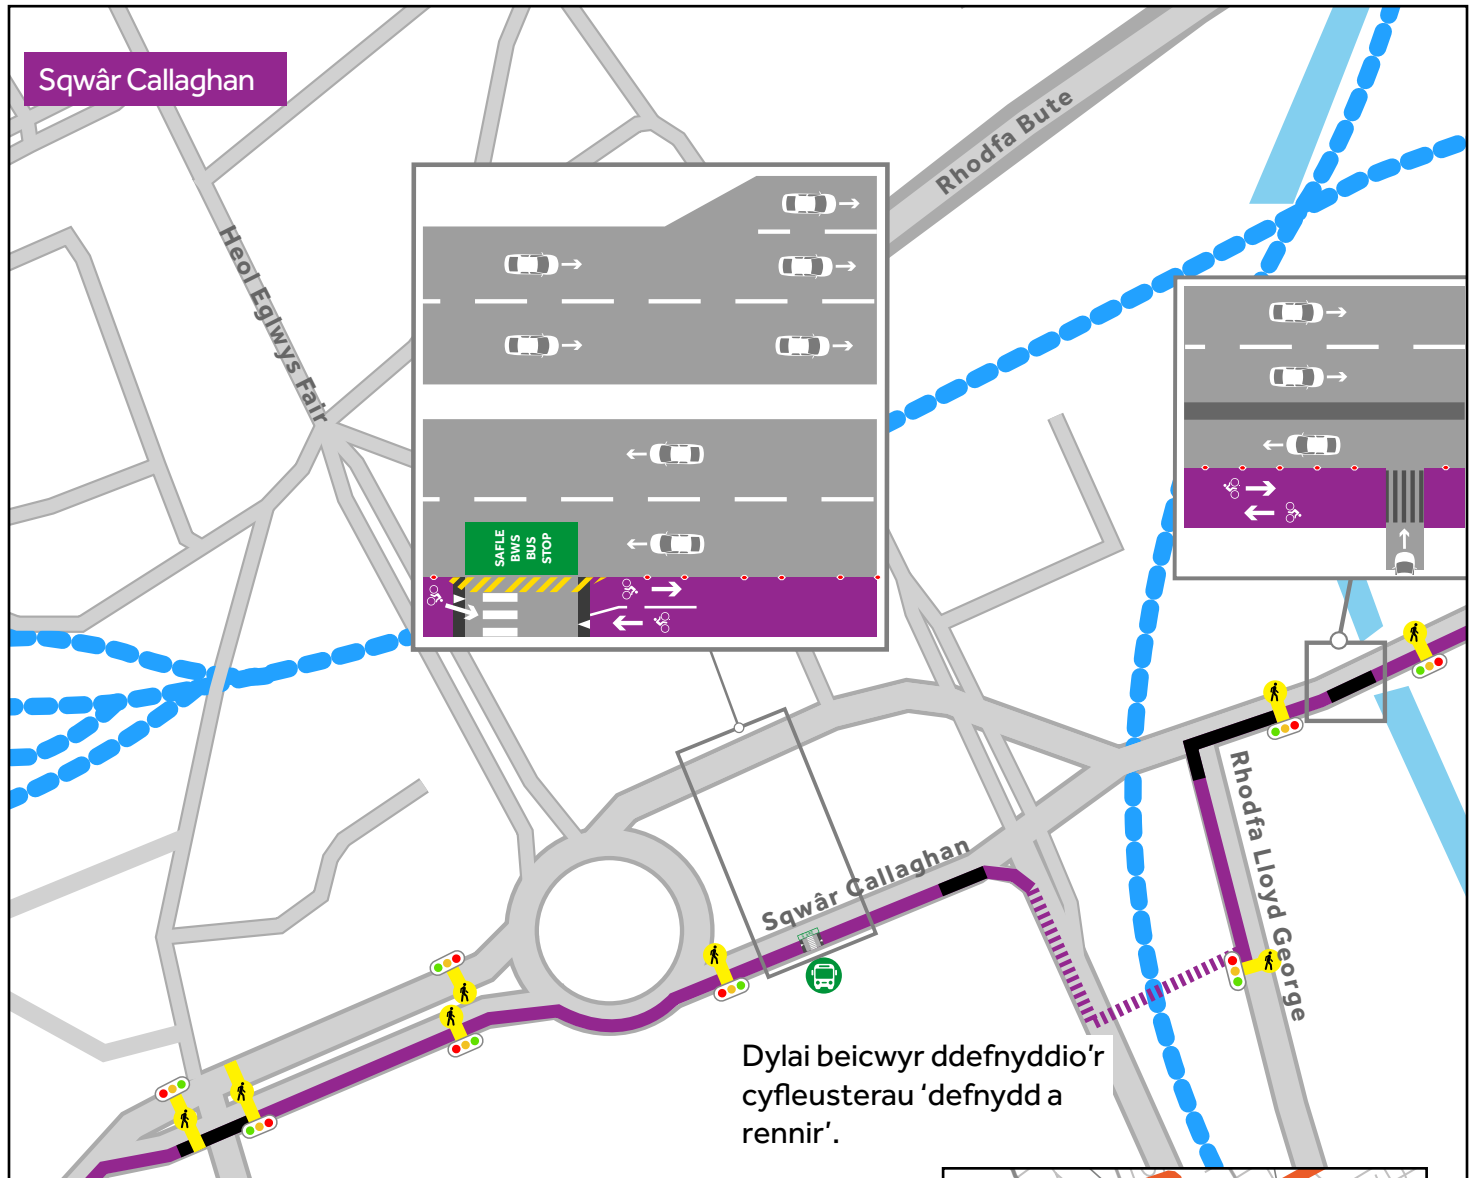 Sqwâr Callaghan
Rhodfa Bute
Heol Eglwys Fair
SAFLE
BWS
BUS
STOP
Rhodfa Lloyd George
Sqwâr Callaghan
Dylai beicwyr ddefnyddio'r
cyfleusterau ‘defnydd a
rennir’.